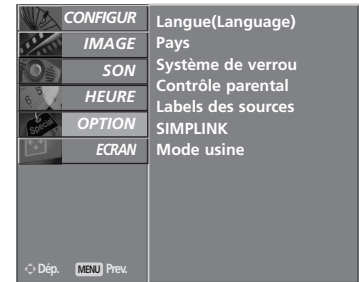 CONFIGUR
IMAGE
SON
HEURE
OPTION
ECRAN
Langue(Language)
Pays
Système de verrou
Contrôle parental
Labels des sources
SIMPLINK
Mode usine
Dép. MENU Prev.